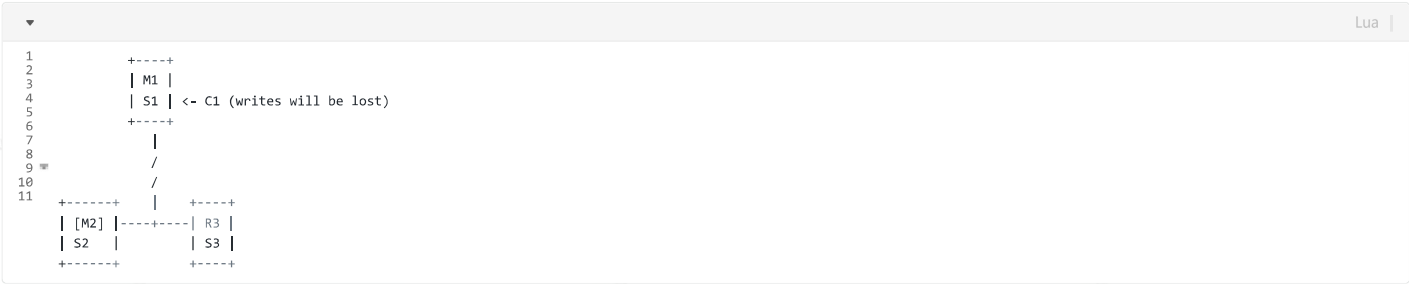 Lua
1 +----+
2 | M1 |
3 | S1 | <- C1 (writes will be lost)
4 +----+
5 |
6 /
7 /
8 +------+ | +----+
9 | [M2] |----+----| R3 |
10 | S2 | | S3 |
11 +------+ +----+